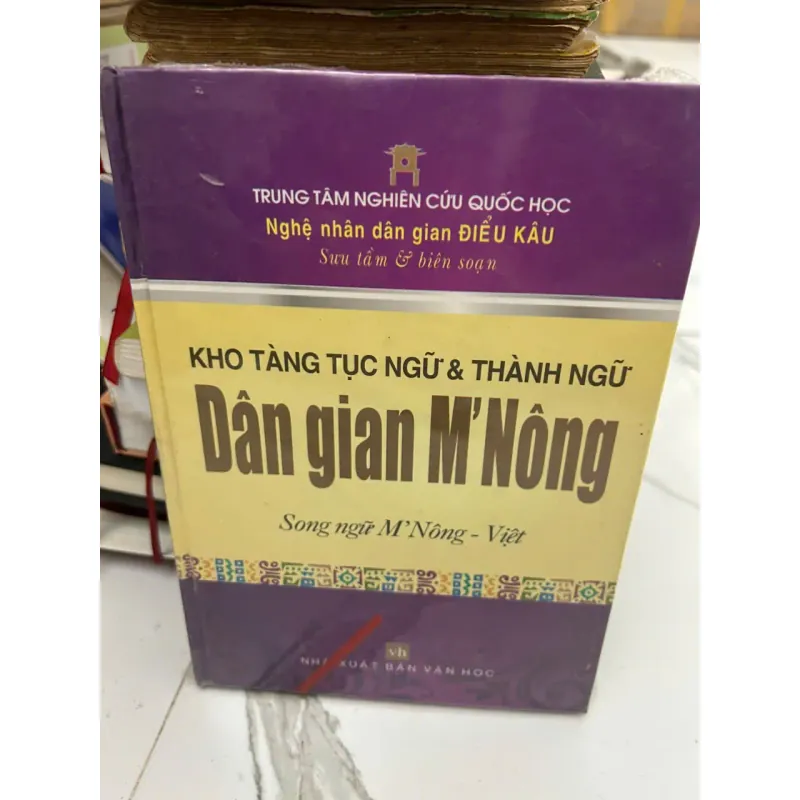 TRUNG TÂM NGHIÊN CỨU QUỐC HỌC
Nghệ nhân dân gian ĐIỂU KÂU
Sưu tầm & biên soạn
KHO TÀNG TỤC NGỮ & THÀNH NGỮ
Dân gian M'Nông
Song ngữ M'Nông - Việt
vh
NHÀ XUẤT BẢN VĂN HỌC